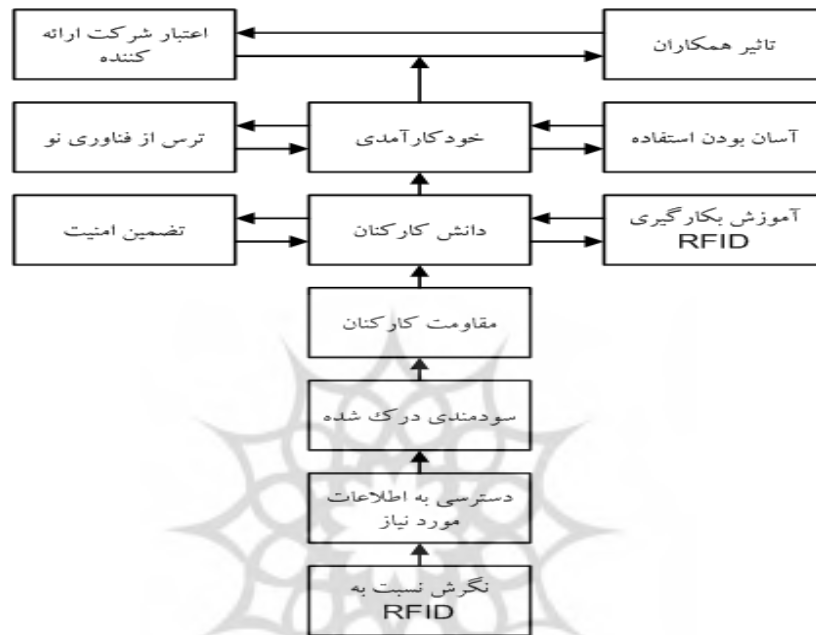 تاثیر همکاران
اعتبار شرکت ارائه
کننده
آسان بودن استفاده
خودکارآمدی
ترس از فناوری نو
آموزش بکارگیری
RFID
دانش کارکنان
تضمین امنیت
مقاومت کارکنان
سودمندی درک شده
دسترسی به اطلاعات
مورد نیاز
نگرش نسبت به
RFID